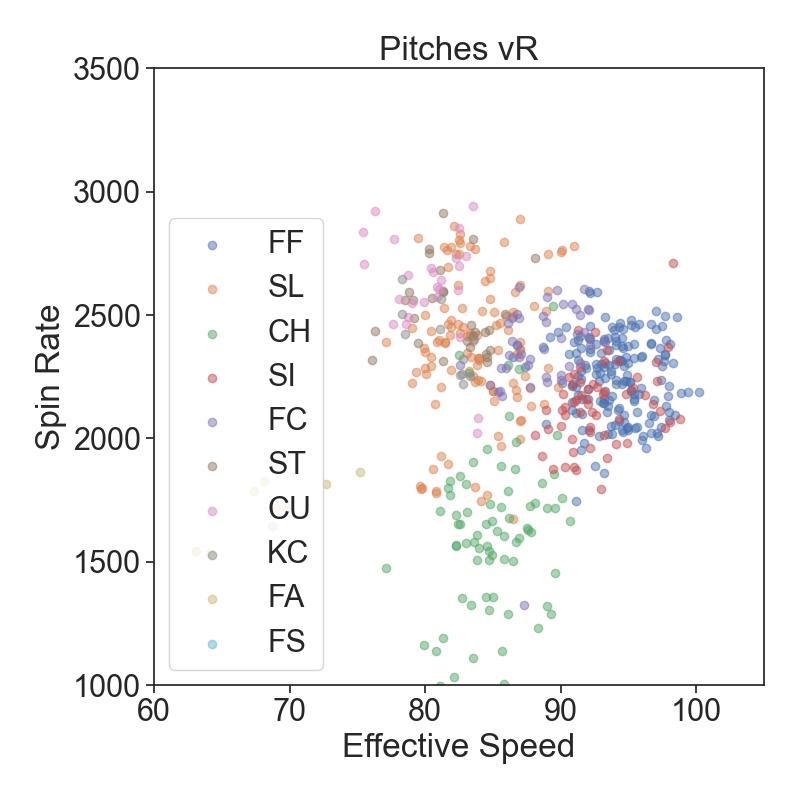 Pitches vR
3500
3000
2500
2000
1500
1000
Spin Rate
FF
SL
CH
SI
FC
ST
CU
KC
FA
FS
60 70 80 90 100
Effective Speed